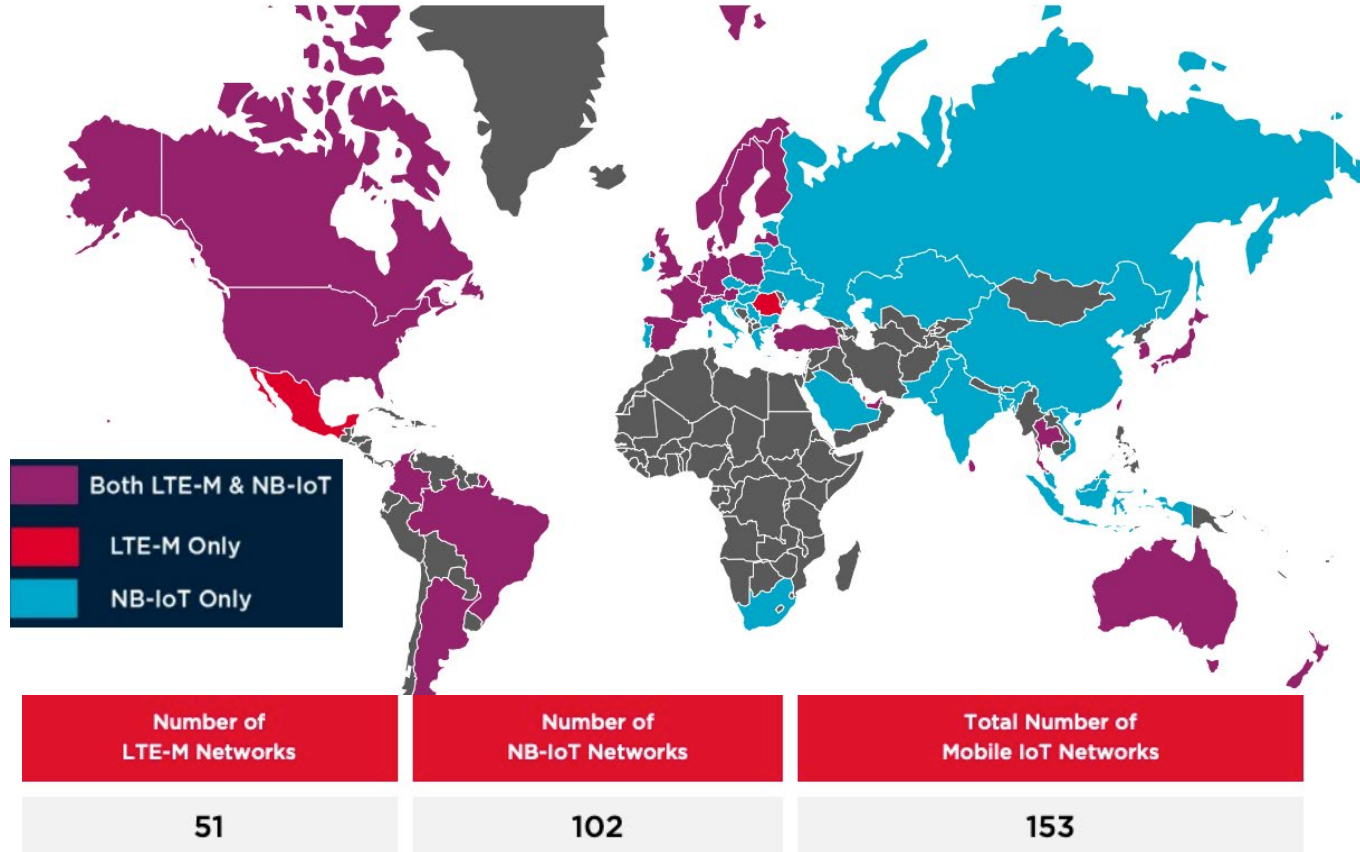 Both LTE-M & NB-IoT
LTE-M Only
NB-IoT Only
Number of
LTE-M Networks
Number of
NB-IoT Networks
Total Number of
Mobile IoT Networks
51
102
153